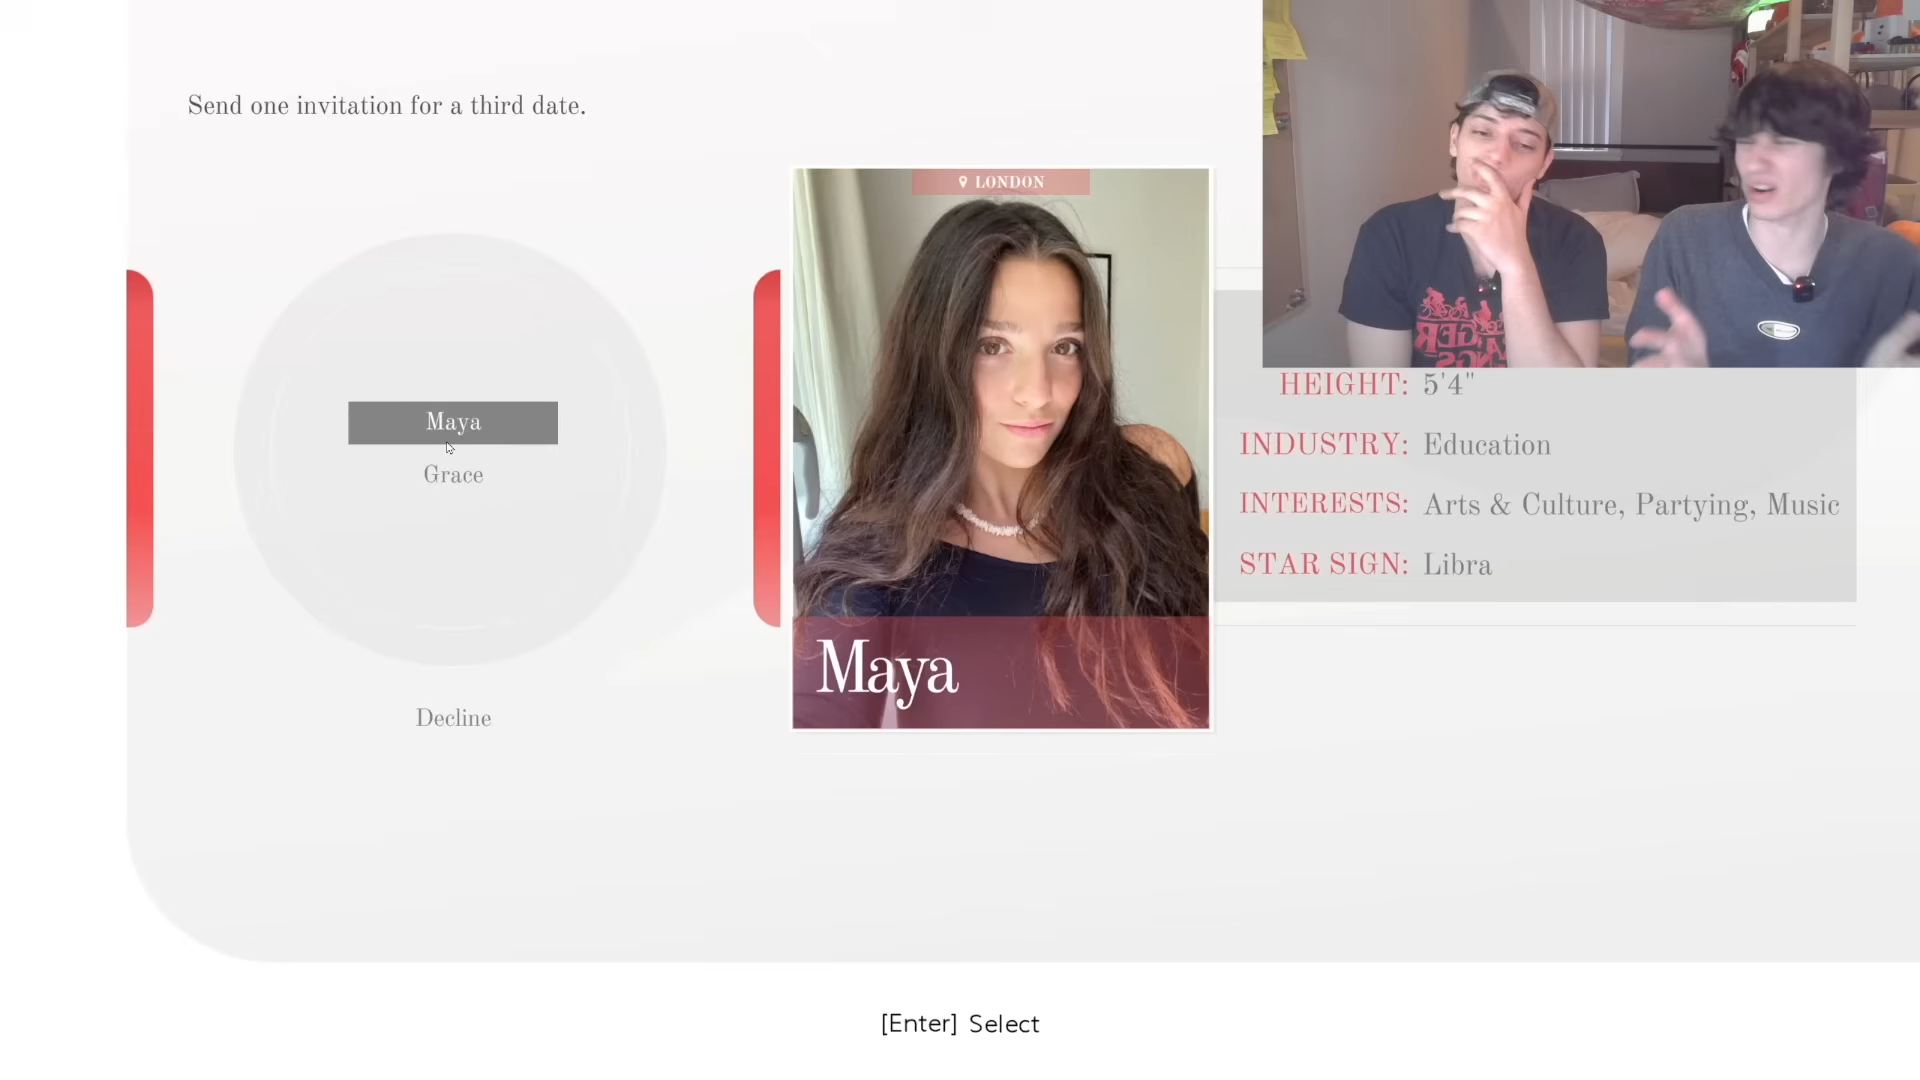 Send one invitation for a third date.
Maya
Grace
Decline
LONDON
Maya
HEIGHT: 5'4"
INDUSTRY: Education
INTERESTS: Arts & Culture, Partying, Music
STAR SIGN: Libra
[Enter] Select